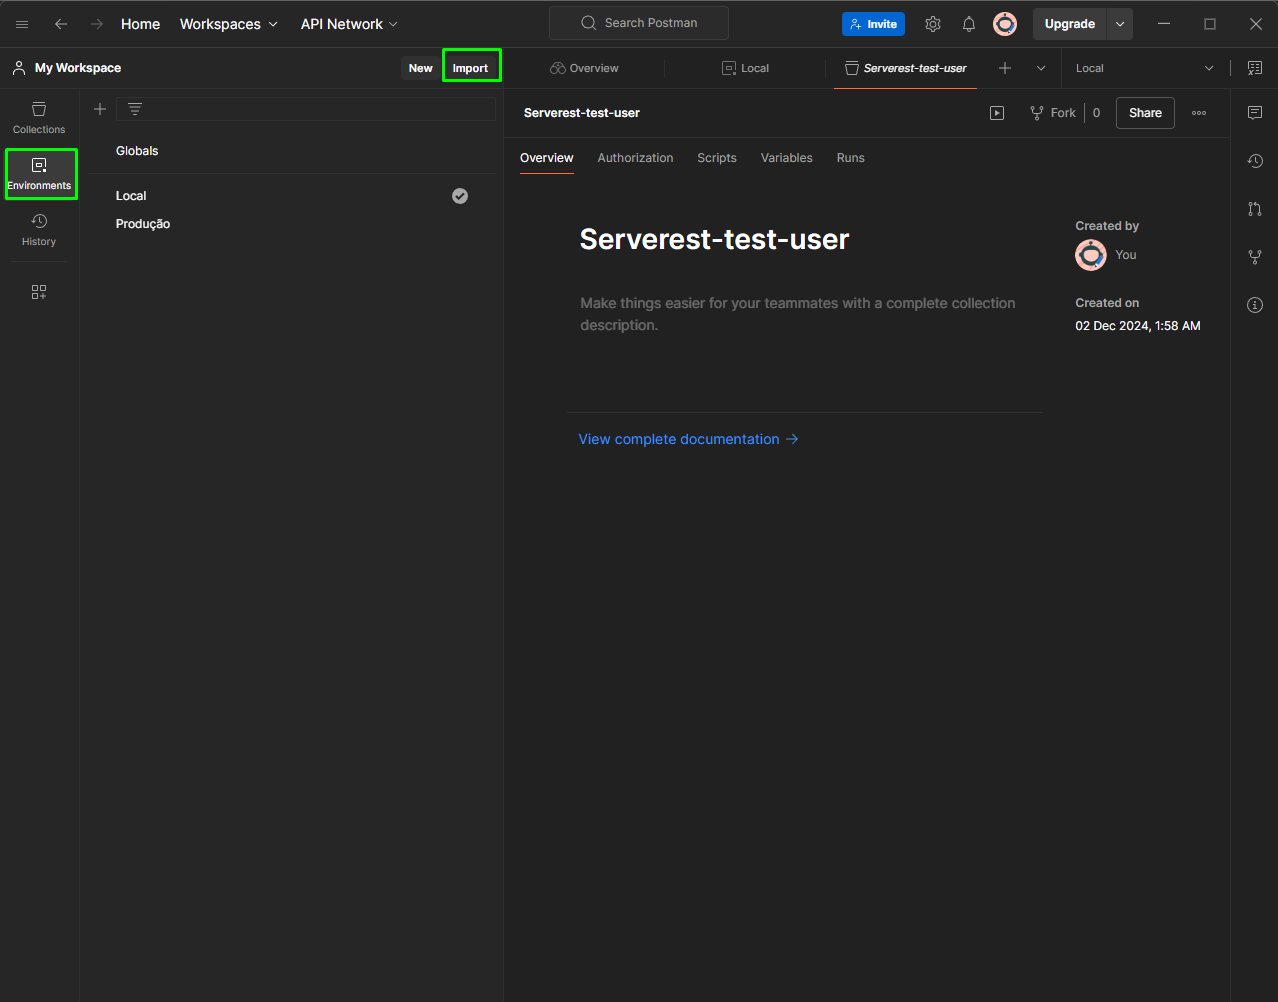 Home Workspaces API Network Search Postman Invite Upgrade
My Workspace New Import Overview Local Serverest-test-user Local
Collections
Environments
History
Globals
Local
Produção
Serverest-test-user Fork 0 Share
Overview Authorization Scripts Variables Runs
Serverest-test-user
Make things easier for your teammates with a complete collection
description.
View complete documentation →
Created by
You
Created on
02 Dec 2024, 1:58 AM